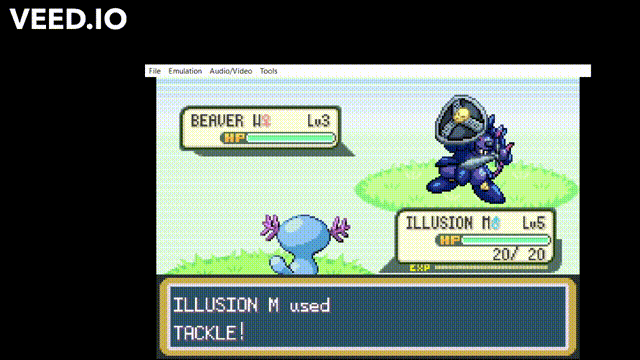 VEED.IO
File Emulation Audio/Video Tools
BEAVER W♀ Lv3
HP
ILLUSION M♂ Lv5
HP
20/ 20
EXP
ILLUSION M used
TACKLE!